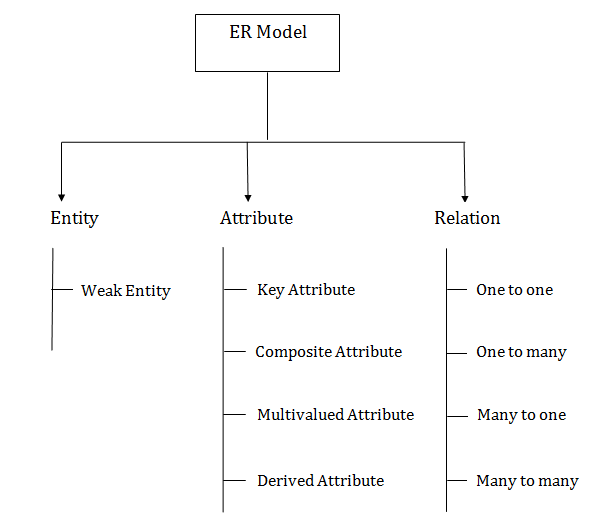 ER Model
Entity
Attribute
Relation
Weak Entity
Key Attribute
One to one
Composite Attribute
One to many
Multivalued Attribute
Many to one
Derived Attribute
Many to many